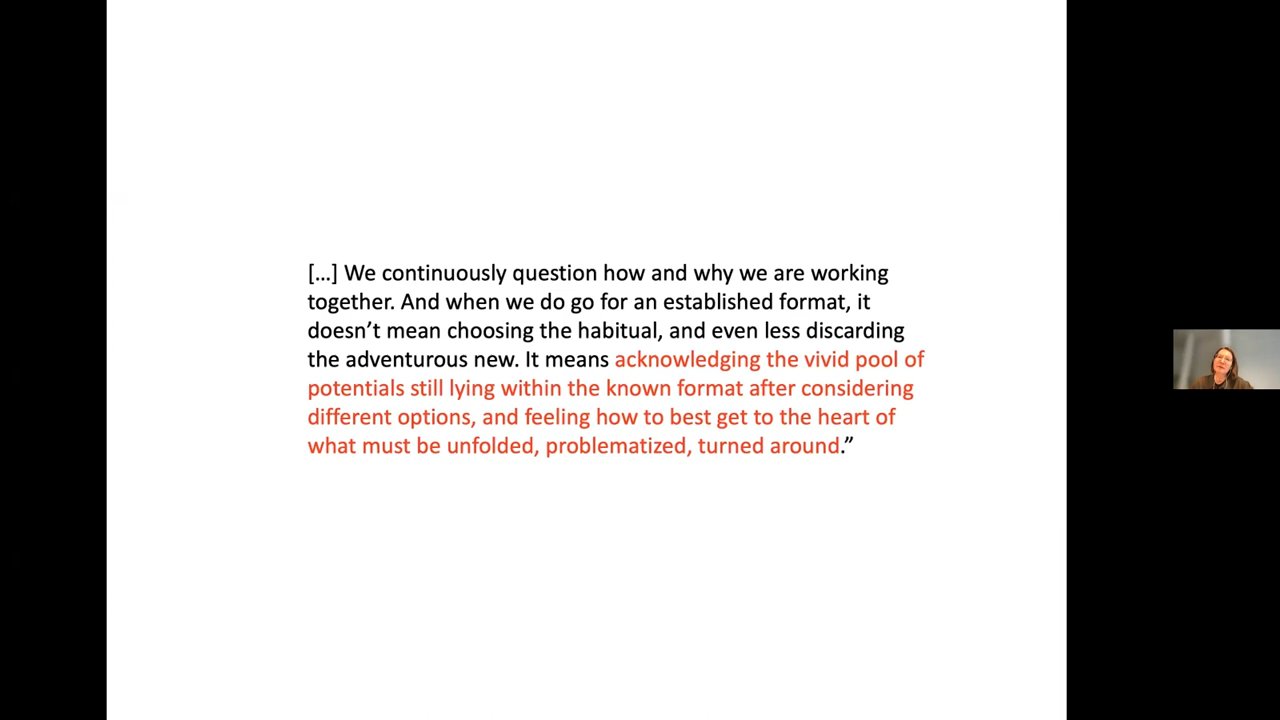 […] We continuously question how and why we are working
together. And when we do go for an established format, it
doesn’t mean choosing the habitual, and even less discarding
the adventurous new. It means acknowledging the vivid pool of
potentials still lying within the known format after considering
different options, and feeling how to best get to the heart of
what must be unfolded, problematized, turned around.”